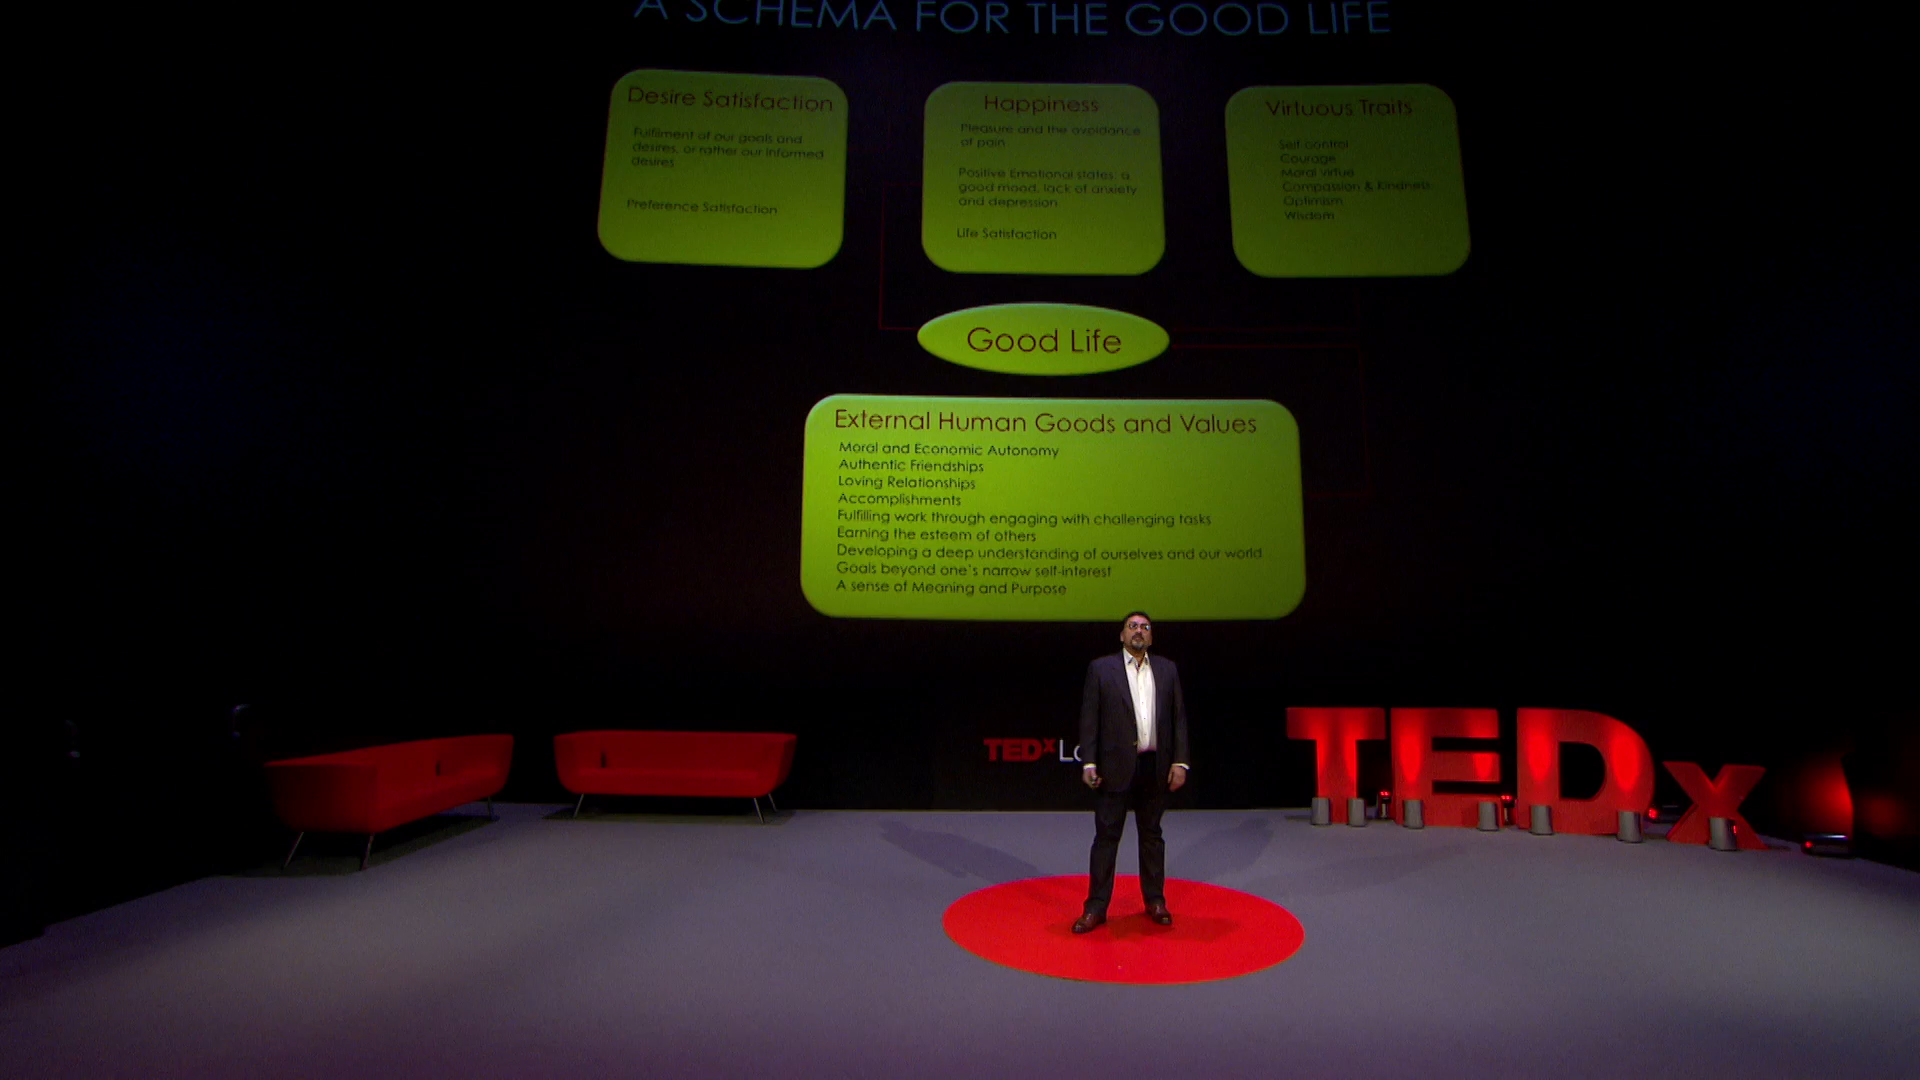 A SCHEMA FOR THE GOOD LIFE
Desire Satisfaction
Fulfilment of our goals and
desires, or rather our informed
desires
Preference Satisfaction
Happiness
Pleasure and the avoidance
of pain
Positive Emotional states: a
good mood, lack of anxiety
and depression
Life Satisfaction
Virtuous Traits
Self control
Courage
Moral virtue
Compassion & Kindness
Optimism
Wisdom
Good Life
External Human Goods and Values
Moral and Economic Autonomy
Authentic Friendships
Loving Relationships
Accomplishments
Fulfilling work through engaging with challenging tasks
Earning the esteem of others
Developing a deep understanding of ourselves and our world
Goals beyond one's narrow self-interest
A sense of Meaning and Purpose
TEDx
TEDx